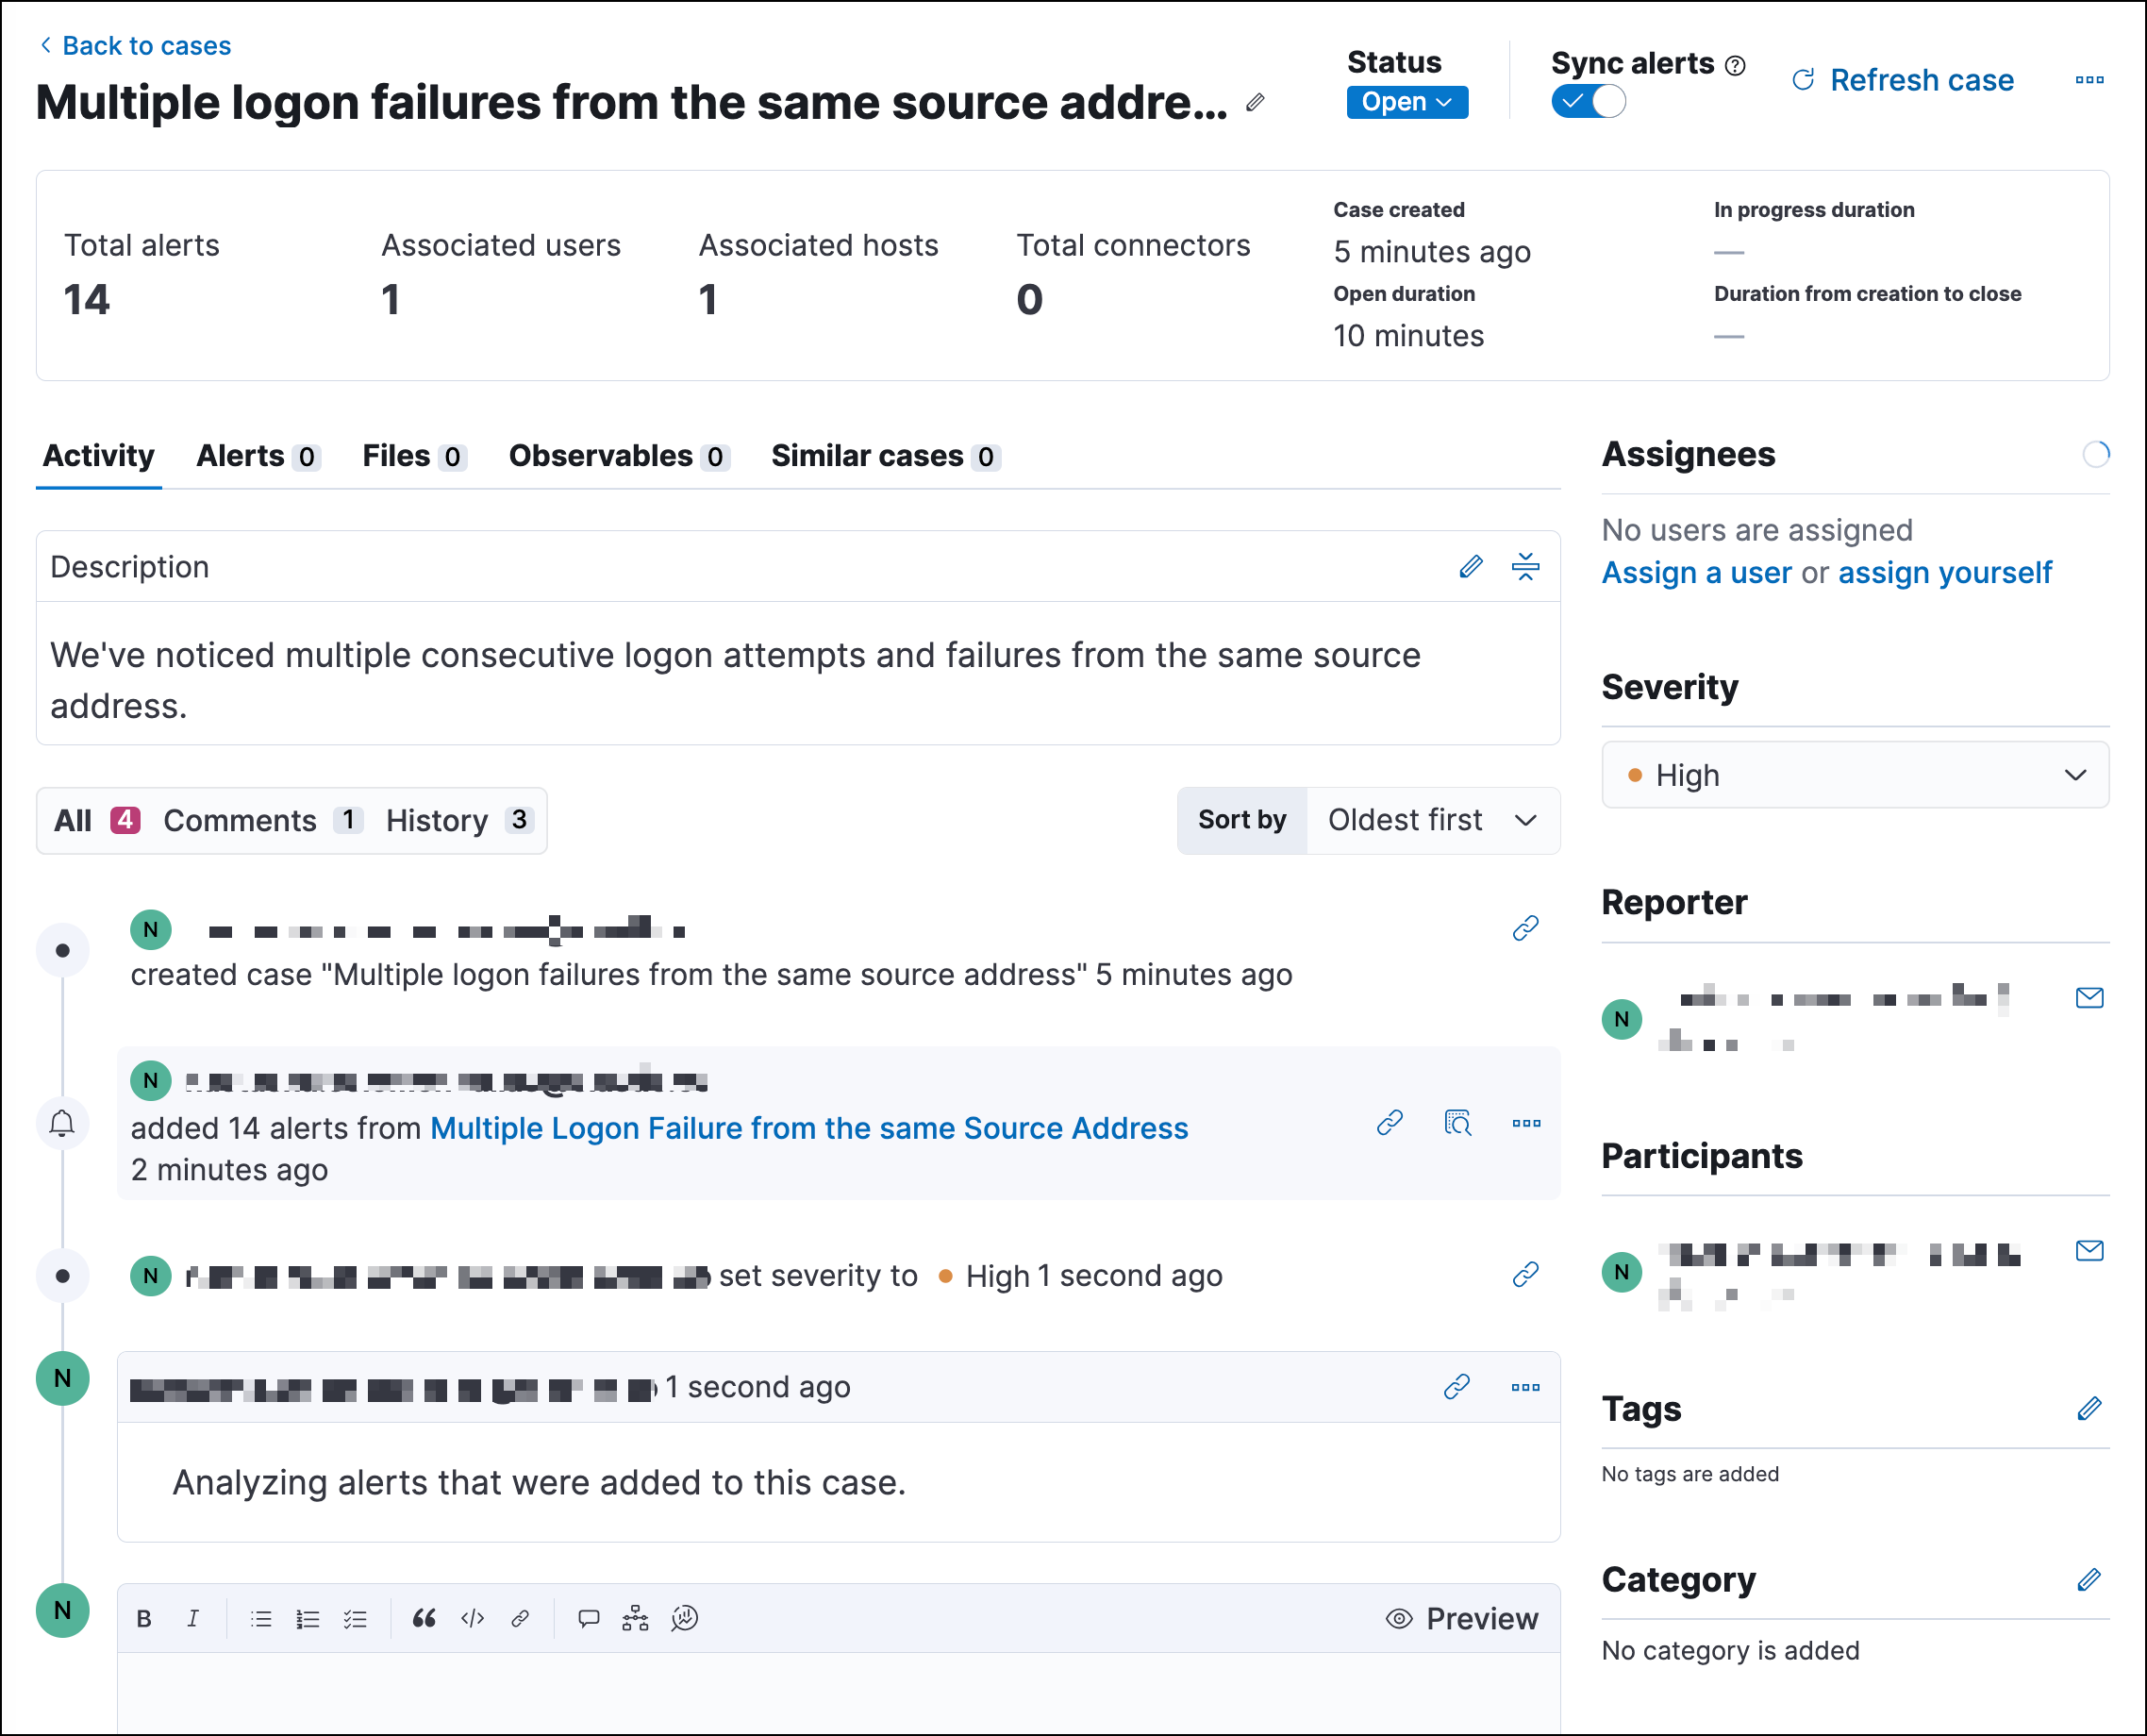 Back to cases
Multiple logon failures from the same source addre...
Status
Open
Sync alerts
Refresh case
Total alerts
14
Associated users
1
Associated hosts
1
Total connectors
0
Case created
5 minutes ago
Open duration
10 minutes
In progress duration
—
Duration from creation to close
—
Activity
Alerts 0
Files 0
Observables 0
Similar cases 0
Description
We've noticed multiple consecutive logon attempts and failures from the same source
address.
All 4 Comments 1 History 3
Sort by Oldest first
N
created case "Multiple logon failures from the same source address" 5 minutes ago
N
added 14 alerts from Multiple Logon Failure from the same Source Address
2 minutes ago
N set severity to High 1 second ago
N
1 second ago
Analyzing alerts that were added to this case.
N
B I
Preview
Assignees
No users are assigned
Assign a user or assign yourself
Severity
High
Reporter
N
Participants
N
Tags
No tags are added
Category
No category is added